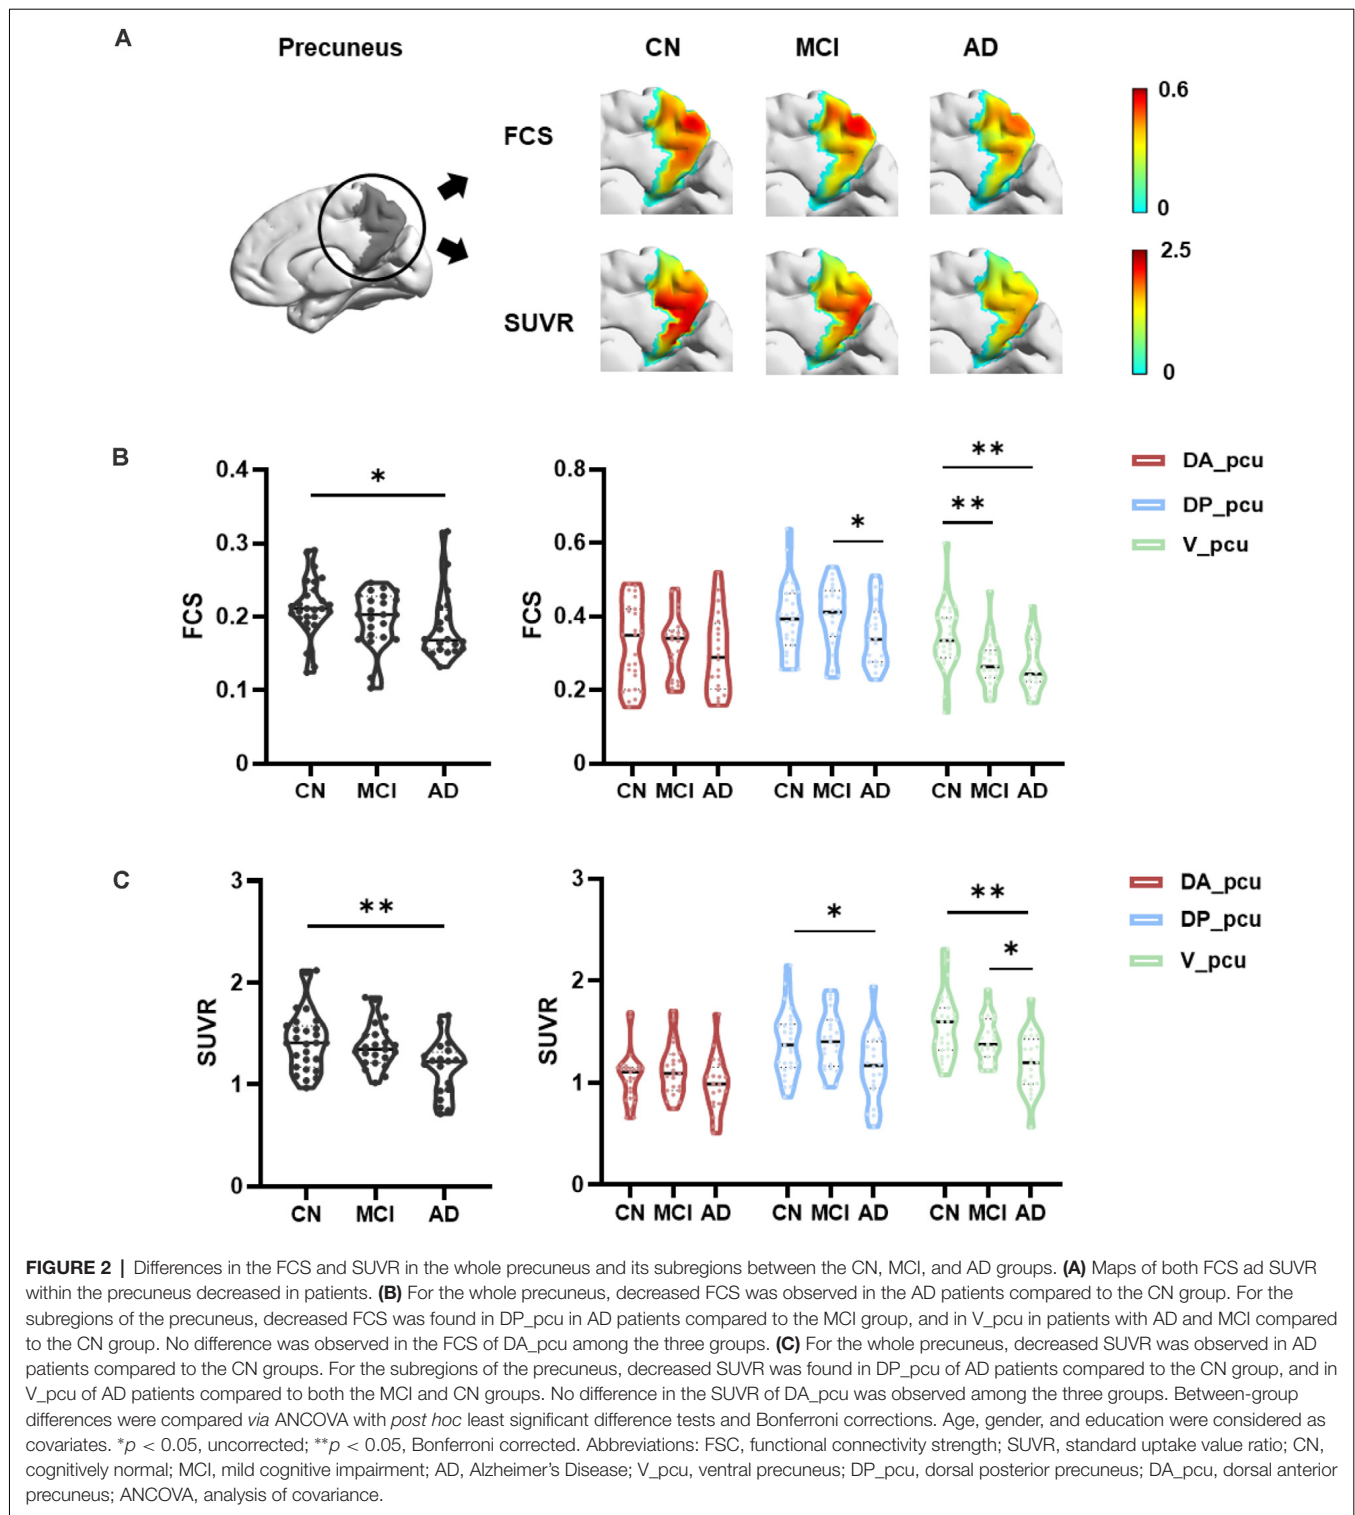 A
Precuneus
CN
MCI
AD
FCS
0.6
0
SUVR
2.5
0
B
FCS
0.4
0.3
0.2
0.1
0
*
CN MCI AD
FCS
0.8
0.6
0.4
0.2
0
*
**
**
CN MCI AD CN MCI AD CN MCI AD
DA_pcu
DP_pcu
V_pcu
C
SUVR
3
2
1
0
**
CN MCI AD
SUVR
3
2
1
0
*
**
*
CN MCI AD CN MCI AD CN MCI AD
DA_pcu
DP_pcu
V_pcu
FIGURE 2 | Differences in the FCS and SUVR in the whole precuneus and its subregions between the CN, MCI, and AD groups. (A) Maps of both FCS ad SUVR
within the precuneus decreased in patients. (B) For the whole precuneus, decreased FCS was observed in the AD patients compared to the CN group. For the
subregions of the precuneus, decreased FCS was found in DP_pcu in AD patients compared to the MCI group, and in V_pcu in patients with AD and MCI compared
to the CN group. No difference was observed in the FCS of DA_pcu among the three groups. (C) For the whole precuneus, decreased SUVR was observed in AD
patients compared to the CN groups. For the subregions of the precuneus, decreased SUVR was found in DP_pcu of AD patients compared to the CN group, and in
V_pcu of AD patients compared to both the MCI and CN groups. No difference in the SUVR of DA_pcu was observed among the three groups. Between-group
differences were compared via ANCOVA with post hoc least significant difference tests and Bonferroni corrections. Age, gender, and education were considered as
covariates. *p < 0.05, uncorrected; **p < 0.05, Bonferroni corrected. Abbreviations: FSC, functional connectivity strength; SUVR, standard uptake value ratio; CN,
cognitively normal; MCI, mild cognitive impairment; AD, Alzheimer's Disease; V_pcu, ventral precuneus; DP_pcu, dorsal posterior precuneus; DA_pcu, dorsal anterior
precuneus; ANCOVA, analysis of covariance.